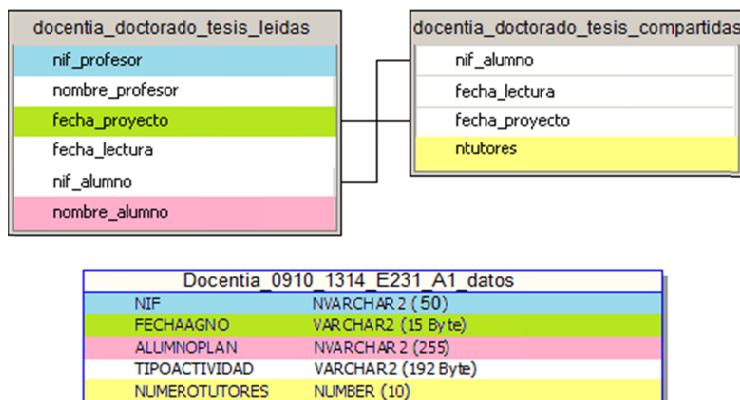 docentia_doctorado_tesis_leidas
nif_profesor
nombre_profesor
fecha_proyecto
fecha_lectura
nif_alumno
nombre_alumno
docentia_doctorado_tesis_compartidas
nif_alumno
fecha_lectura
fecha_proyecto
ntutores
Docentia_0910_1314_E231_A1_datos
NIF NVARCHAR2 (50)
FECHAAGNO VARCHAR2 (15 Byte)
ALUMNOPLAN NVARCHAR2 (255)
TIPOACTIVIDAD VARCHAR2 (192 Byte)
NUMEROTUTORES NUMBER (10)